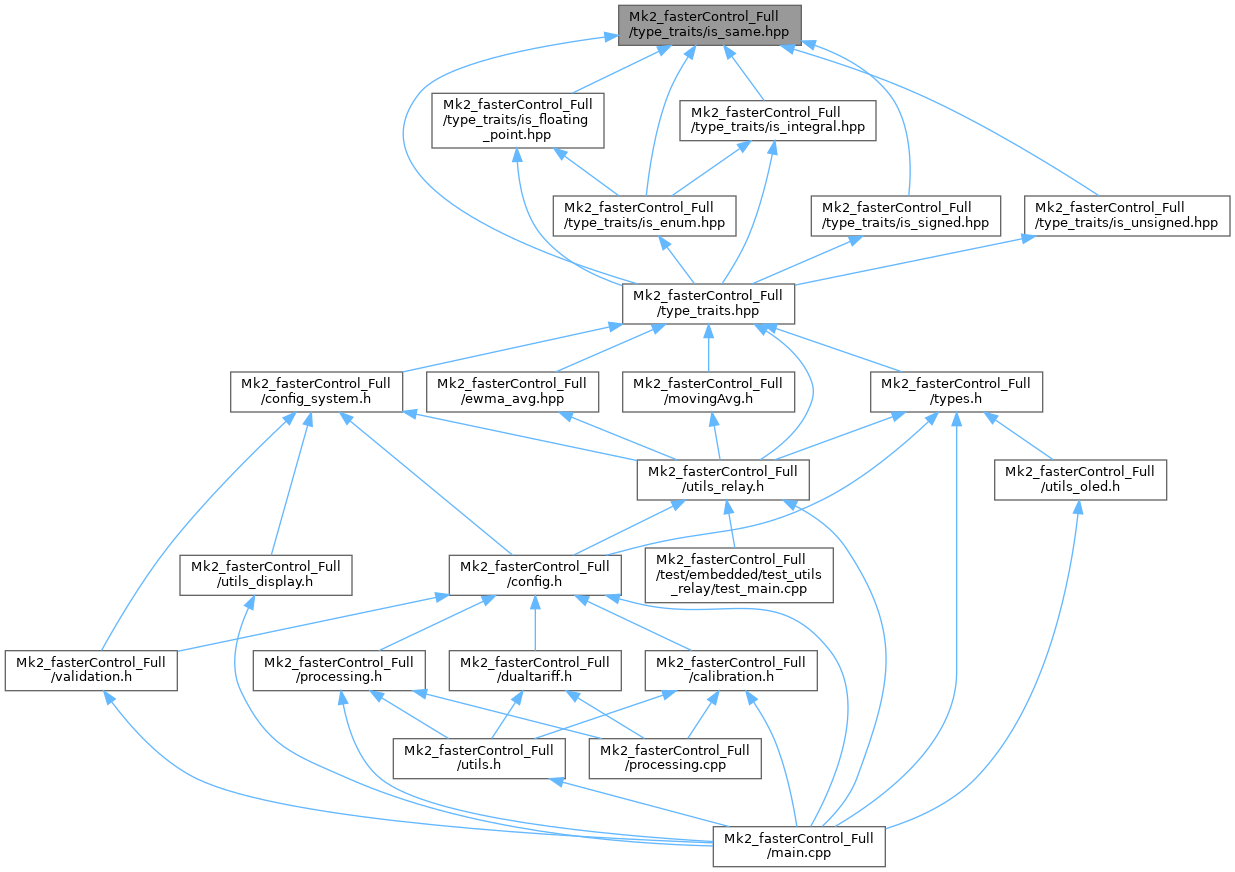 Mk2_fasterControl_Full
/type_traits/is_same.hpp
Mk2_fasterControl_Full
/type_traits/is_floating
_point.hpp
Mk2_fasterControl_Full
/type_traits/is_integral.hpp
Mk2_fasterControl_Full
/type_traits/is_enum.hpp
Mk2_fasterControl_Full
/type_traits/is_signed.hpp
Mk2_fasterControl_Full
/type_traits/is_unsigned.hpp
Mk2_fasterControl_Full
/type_traits.hpp
Mk2_fasterControl_Full
/config_system.h
Mk2_fasterControl_Full
/ewma_avg.hpp
Mk2_fasterControl_Full
/movingAvg.h
Mk2_fasterControl_Full
/types.h
Mk2_fasterControl_Full
/utils_relay.h
Mk2_fasterControl_Full
/utils_oled.h
Mk2_fasterControl_Full
/utils_display.h
Mk2_fasterControl_Full
/config.h
Mk2_fasterControl_Full
/test/embedded/test_utils
_relay/test_main.cpp
Mk2_fasterControl_Full
/validation.h
Mk2_fasterControl_Full
/processing.h
Mk2_fasterControl_Full
/dualtariff.h
Mk2_fasterControl_Full
/calibration.h
Mk2_fasterControl_Full
/utils.h
Mk2_fasterControl_Full
/processing.cpp
Mk2_fasterControl_Full
/main.cpp